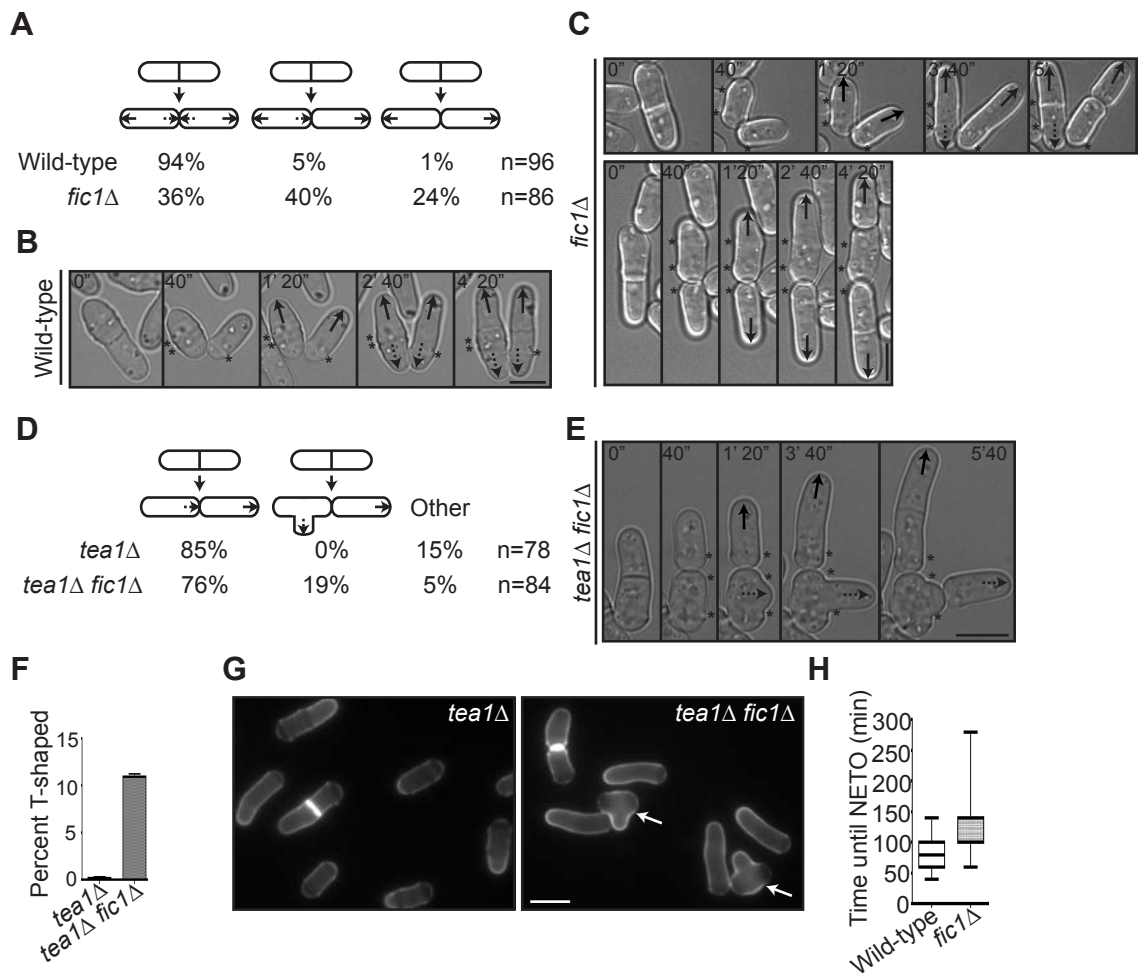 A
Wild-type 94% 5% 1% n=96
fic1Δ 36% 40% 24% n=86
B
Wild-type
0" 40" 1' 20" 2' 40" 4' 20"
* * * * * * * * * * * *
C
fic1Δ
0" 40" 1' 20" 3' 40" 5'
0" 40" 1'20" 2' 40" 4' 20"
D
Other
tea1Δ 85% 0% 15% n=78
tea1Δ fic1Δ 76% 19% 5% n=84
E
tea1Δ fic1Δ
0" 40" 1' 20" 3' 40" 5'40
F
Percent T-shaped
15
10
5
0
tea1Δ
tea1Δ fic1Δ
G
tea1Δ
tea1Δ fic1Δ
H
Time until NETO (min)
300
250
200
150
100
50
0
Wild-type
fic1Δ